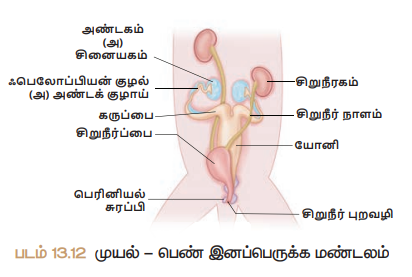 அண்டகம்
(அ)
சினையகம்
ஃபெலோப்பியன் குழல்
(அ) அண்டக் குழாய்
கருப்பை
சிறுநீர்ப்பை
பெரினியல்
சுரப்பி
சிறுநீரகம்
சிறுநீர் நாளம்
யோனி
சிறுநீர் புறவழி
படம் 13.12 முயல் – பெண் இனப்பெருக்க மண்டலம்